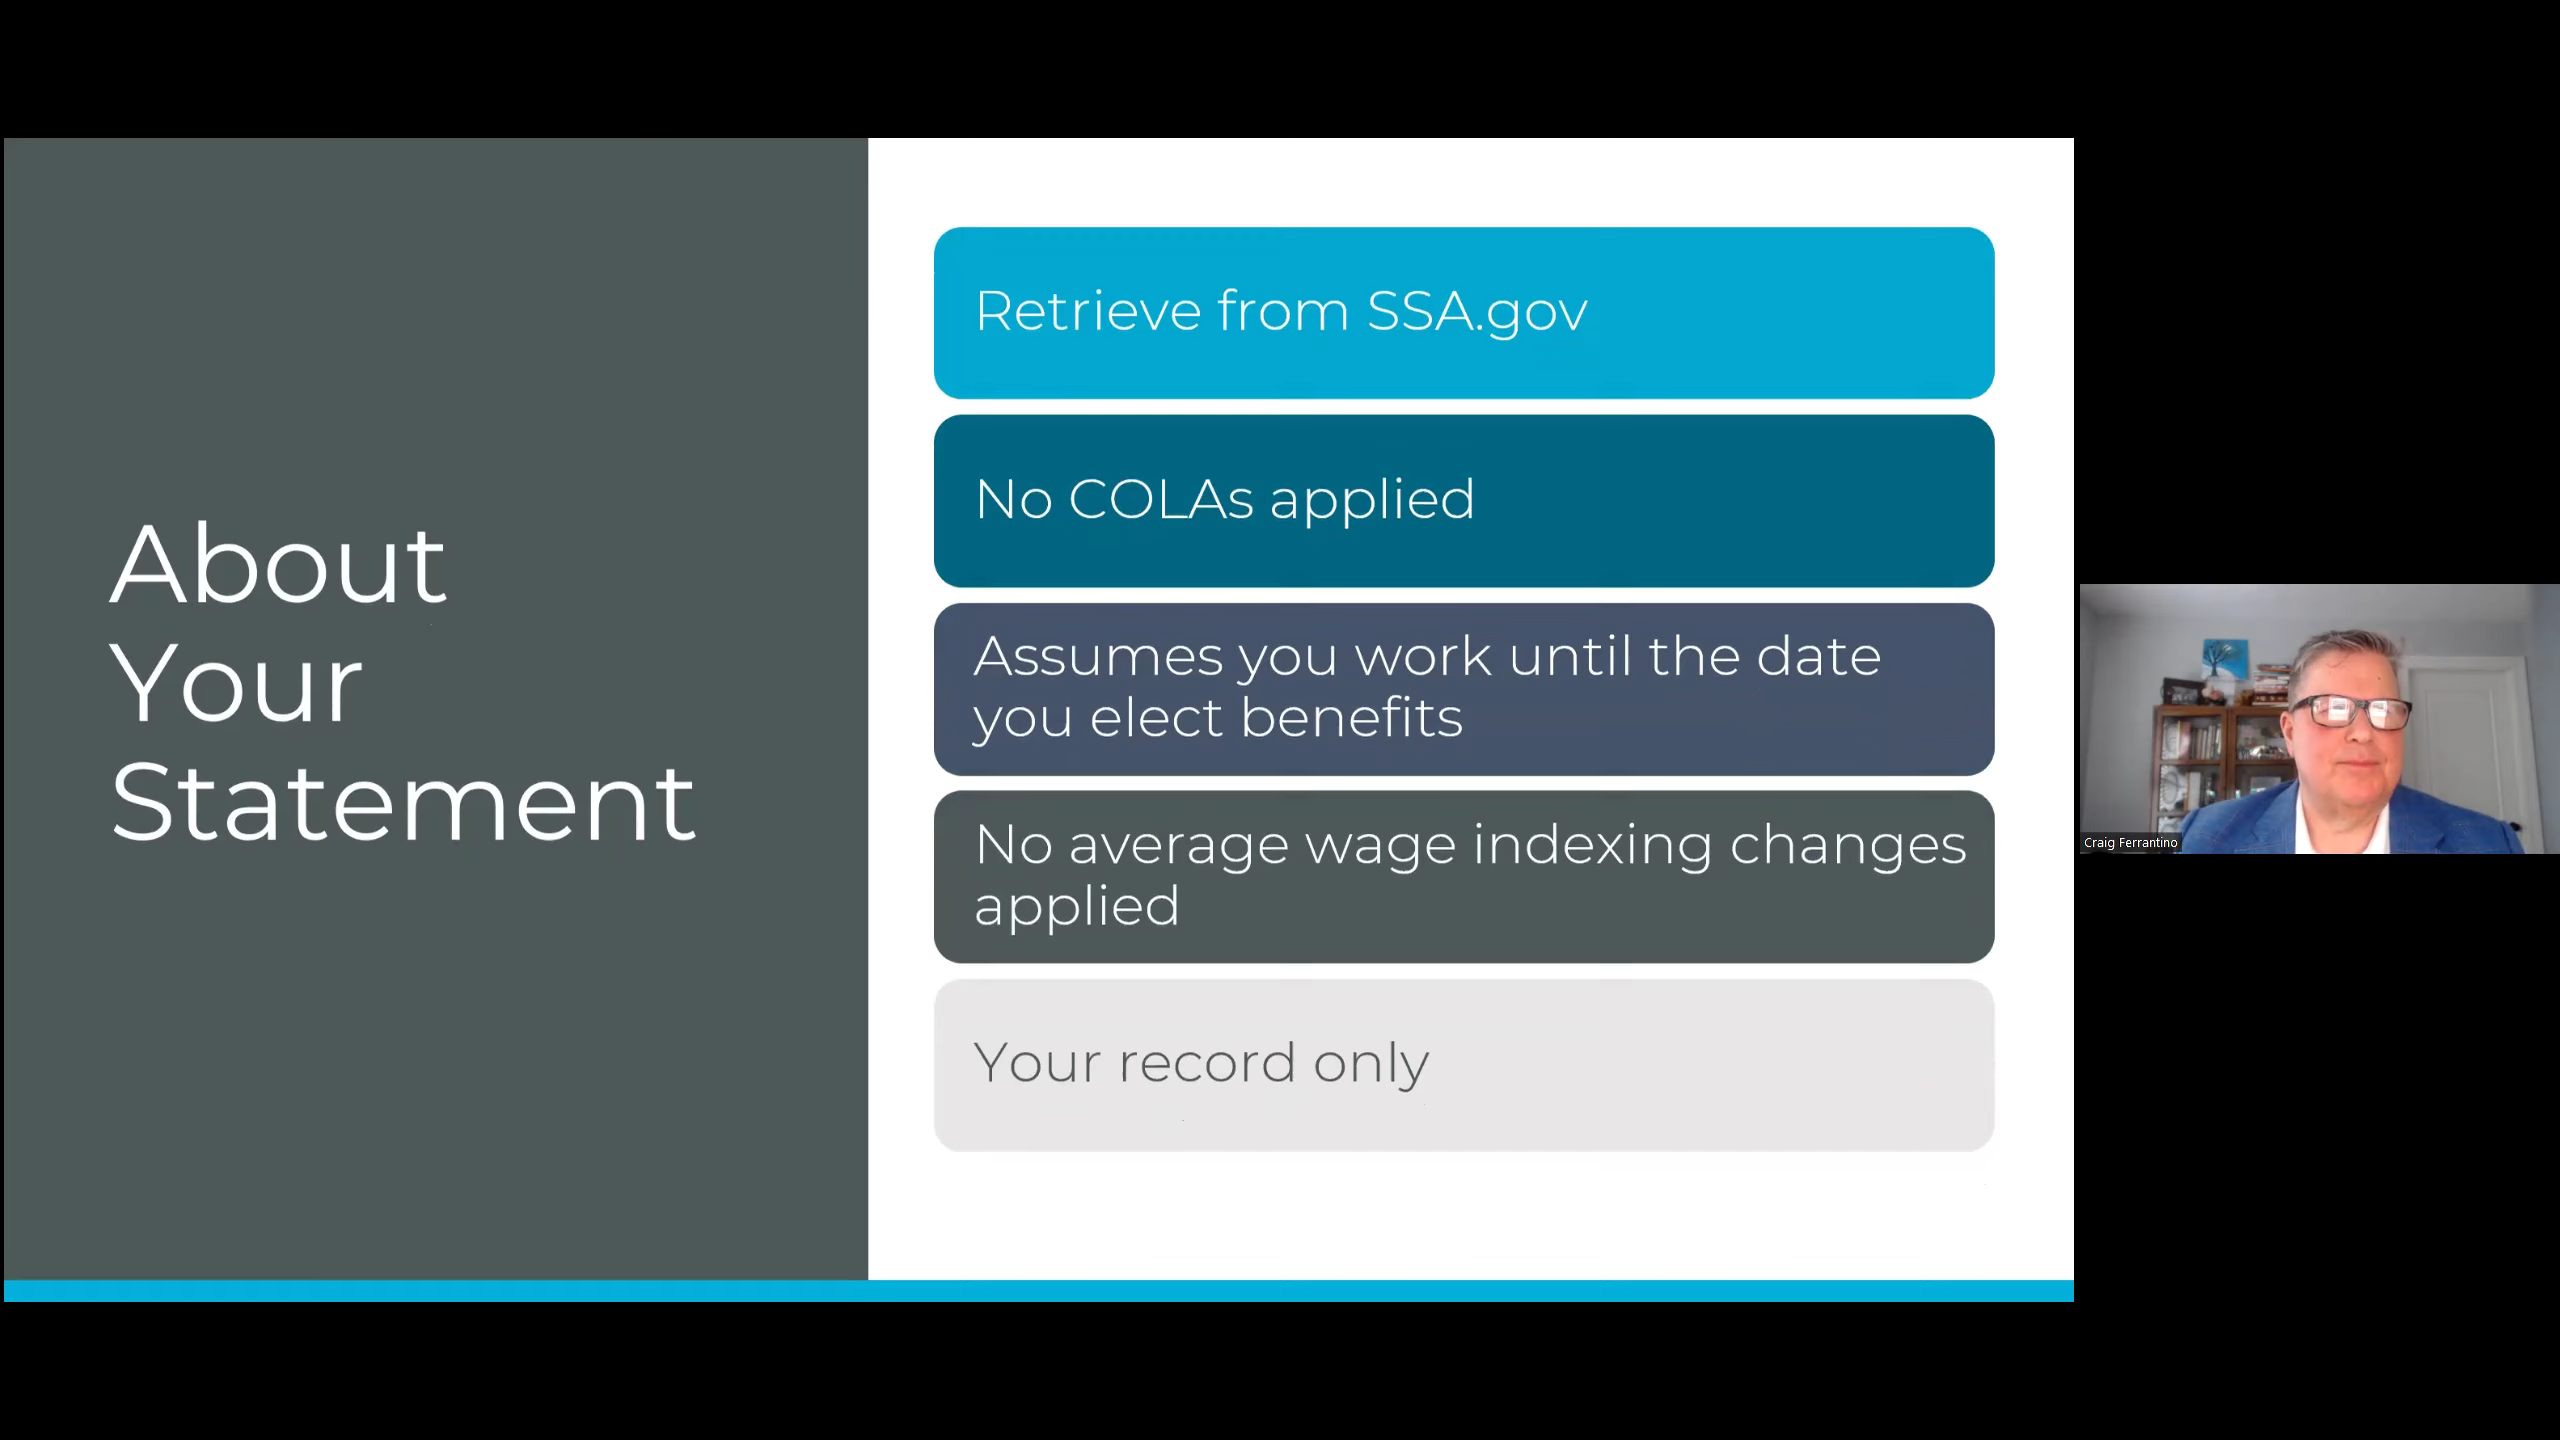 About
Your
Statement
Retrieve from SSA.gov
No COLAs applied
Assumes you work until the date
you elect benefits
No average wage indexing changes
applied
Your record only
Craig Ferrantino